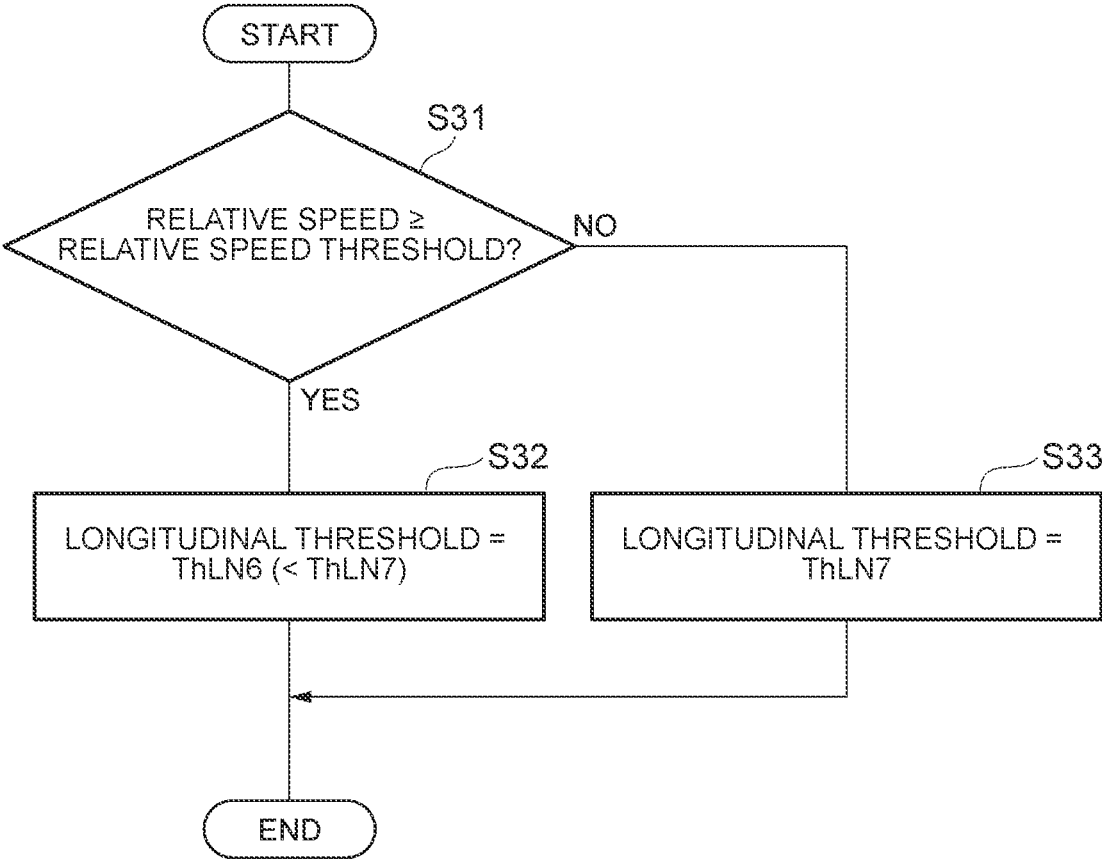 START
S31
RELATIVE SPEED ≥
RELATIVE SPEED THRESHOLD?
NO
YES
S32
S33
LONGITUDINAL THRESHOLD =
ThLN6 (< ThLN7)
LONGITUDINAL THRESHOLD =
ThLN7
END